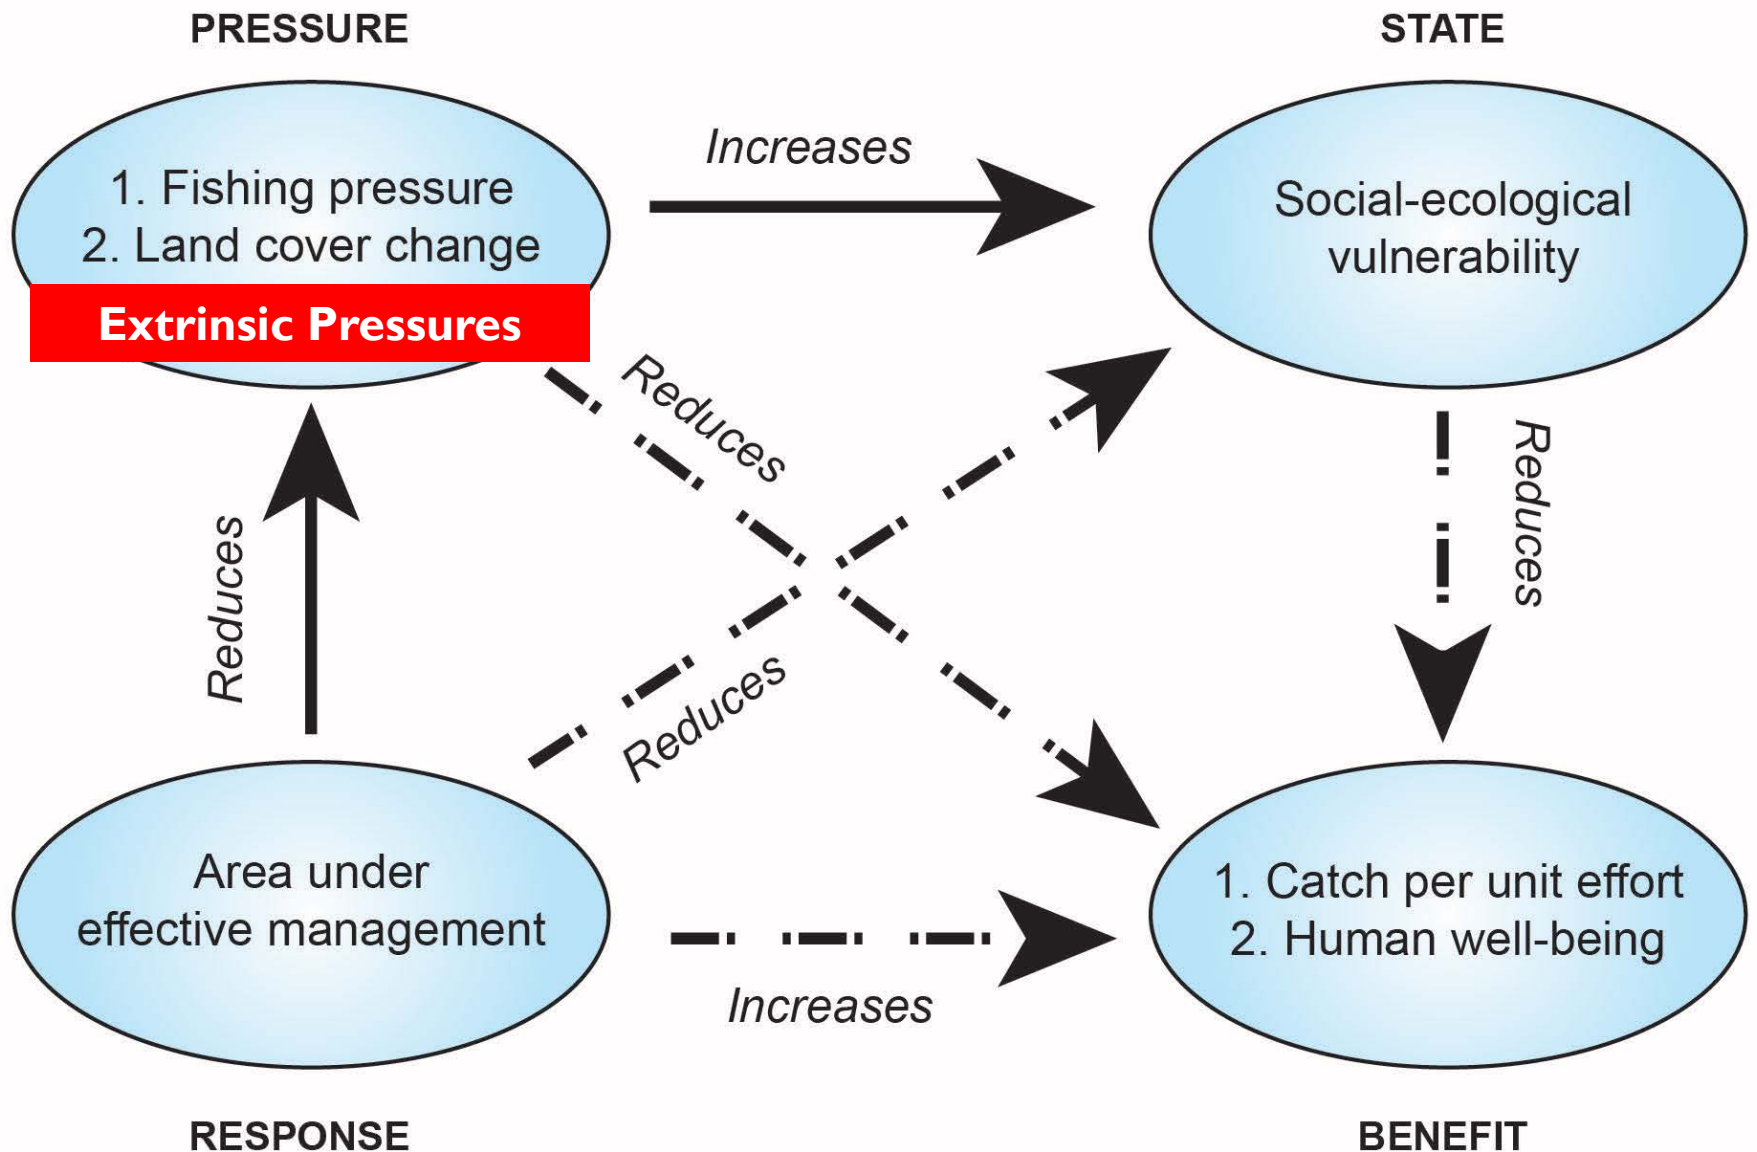 PRESSURE
STATE
1. Fishing pressure
2. Land cover change
Extrinsic Pressures
Increases
Social-ecological
vulnerability
Reduces
Reduces
Reduces
Reduces
Area under
effective management
Increases
1. Catch per unit effort
2. Human well-being
RESPONSE
BENEFIT